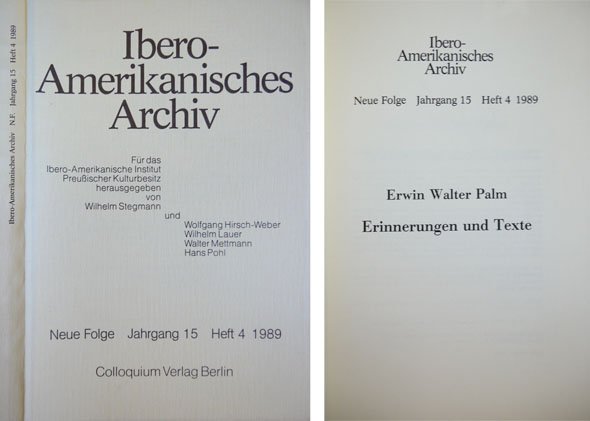 Ibero-Amerikanisches Archiv N.F. Jahrgang 15 Heft 4 1989
Ibero-
Amerikanisches
Archiv
Für das
Ibero-Amerikanische Institut
Preußischer Kulturbesitz
herausgegeben
von
Wilhelm Stegmann
und
Wolfgang Hirsch-Weber
Wilhelm Lauer
Walter Mettmann
Hans Pohl
Neue Folge Jahrgang 15 Heft 4 1989
Colloquium Verlag Berlin
Ibero-
Amerikanisches
Archiv
Neue Folge Jahrgang 15 Heft 4 1989
Erwin Walter Palm
Erinnerungen und Texte